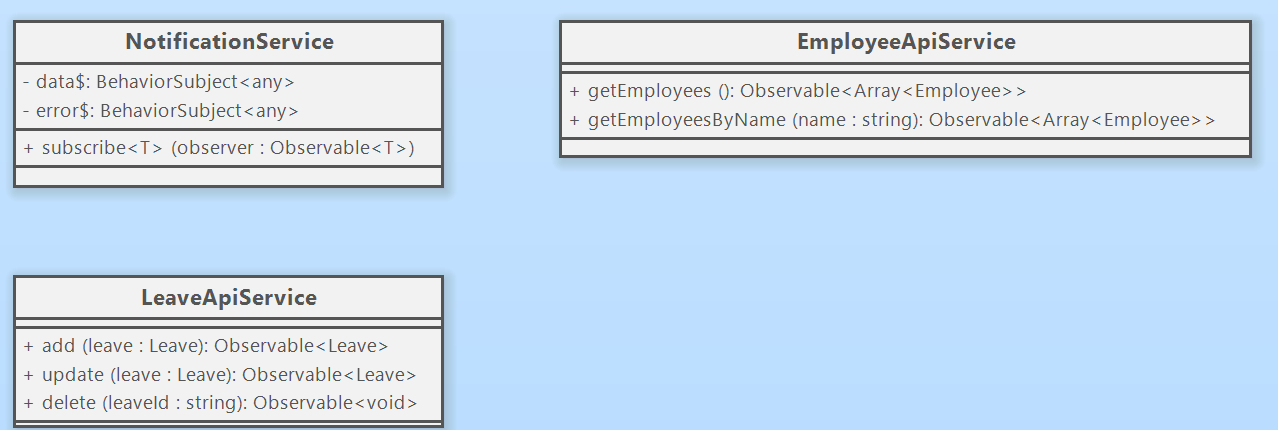 NotificationService
- data$: BehaviorSubject<any>
- error$: BehaviorSubject<any>
+ subscribe<T> (observer : Observable<T>)
EmployeeApiService
+ getEmployees (): Observable<Array<Employee>>
+ getEmployeesByName (name : string): Observable<Array<Employee>>
LeaveApiService
+ add (leave : Leave): Observable<Leave>
+ update (leave : Leave): Observable<Leave>
+ delete (leaveId : string): Observable<void>